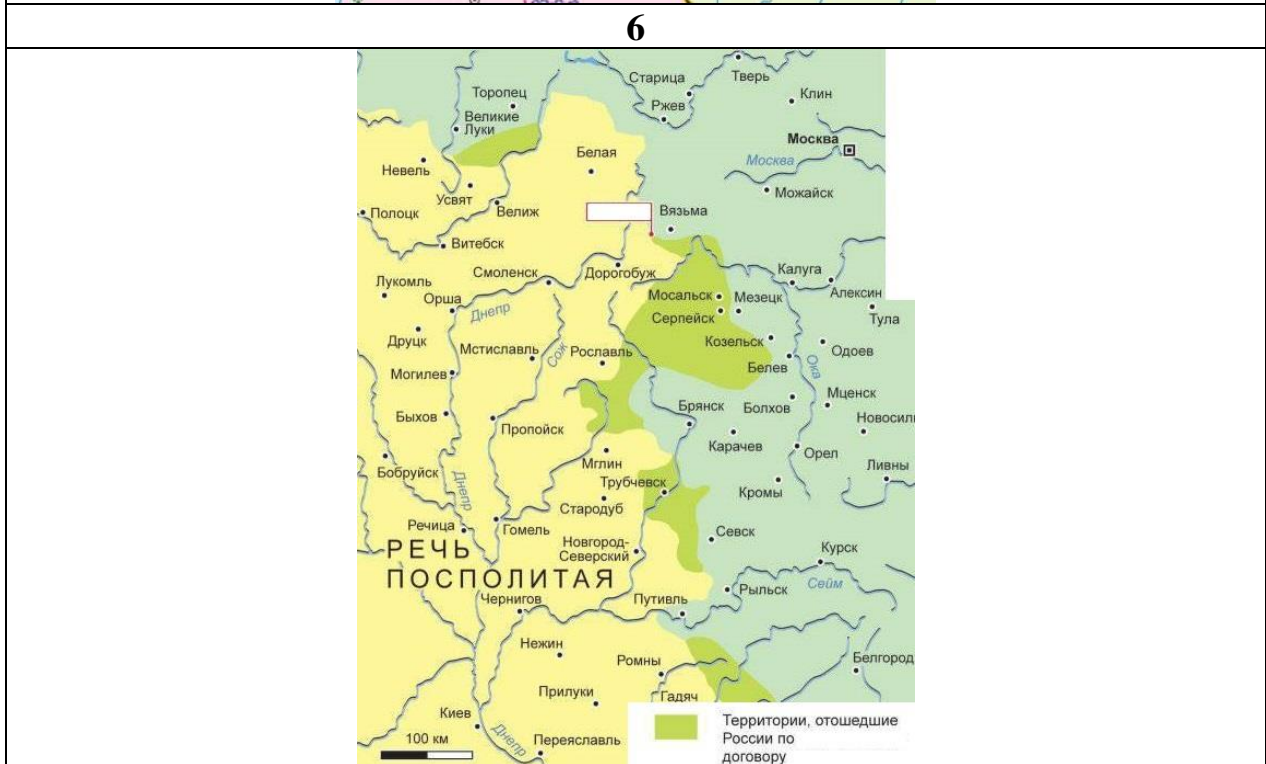 6
Старица
Тверь
Торопец
Ржев
Клин
Великие
Луки
Москва
Белая
Москва
Невель
Можайск
Усвят
Велиж
Вязьма
Полоцк
Витебск
Смоленск
Дорогобуж
Калуга
Лукомль
Орша
Мосальск
Мезецк
Алексин
Днепр
Серпейск
Тула
Друцк
Мстиславль
Сож
Рославль
Козельск
Одоев
Белев
Ока
Могилев
Мценск
Быхов
Пропойск
Брянск
Болхов
Новосил
Карачев
Орел
Мглин
Бобруйск
Днепр
Трубчевск
Ливны
Кромы
Стародуб
Речица
Гомель
Севск
Новгород-
Северский
Курск
РЕЧЬ
ПОСПОЛИТАЯ
Сейм
Рыльск
Чернигов
Путивль
Нежин
Ромны
Белгород
Прилуки
Гадяч
Киев
Днепр
Переяславль
100 км
Территории, отошедшие
России по
договору